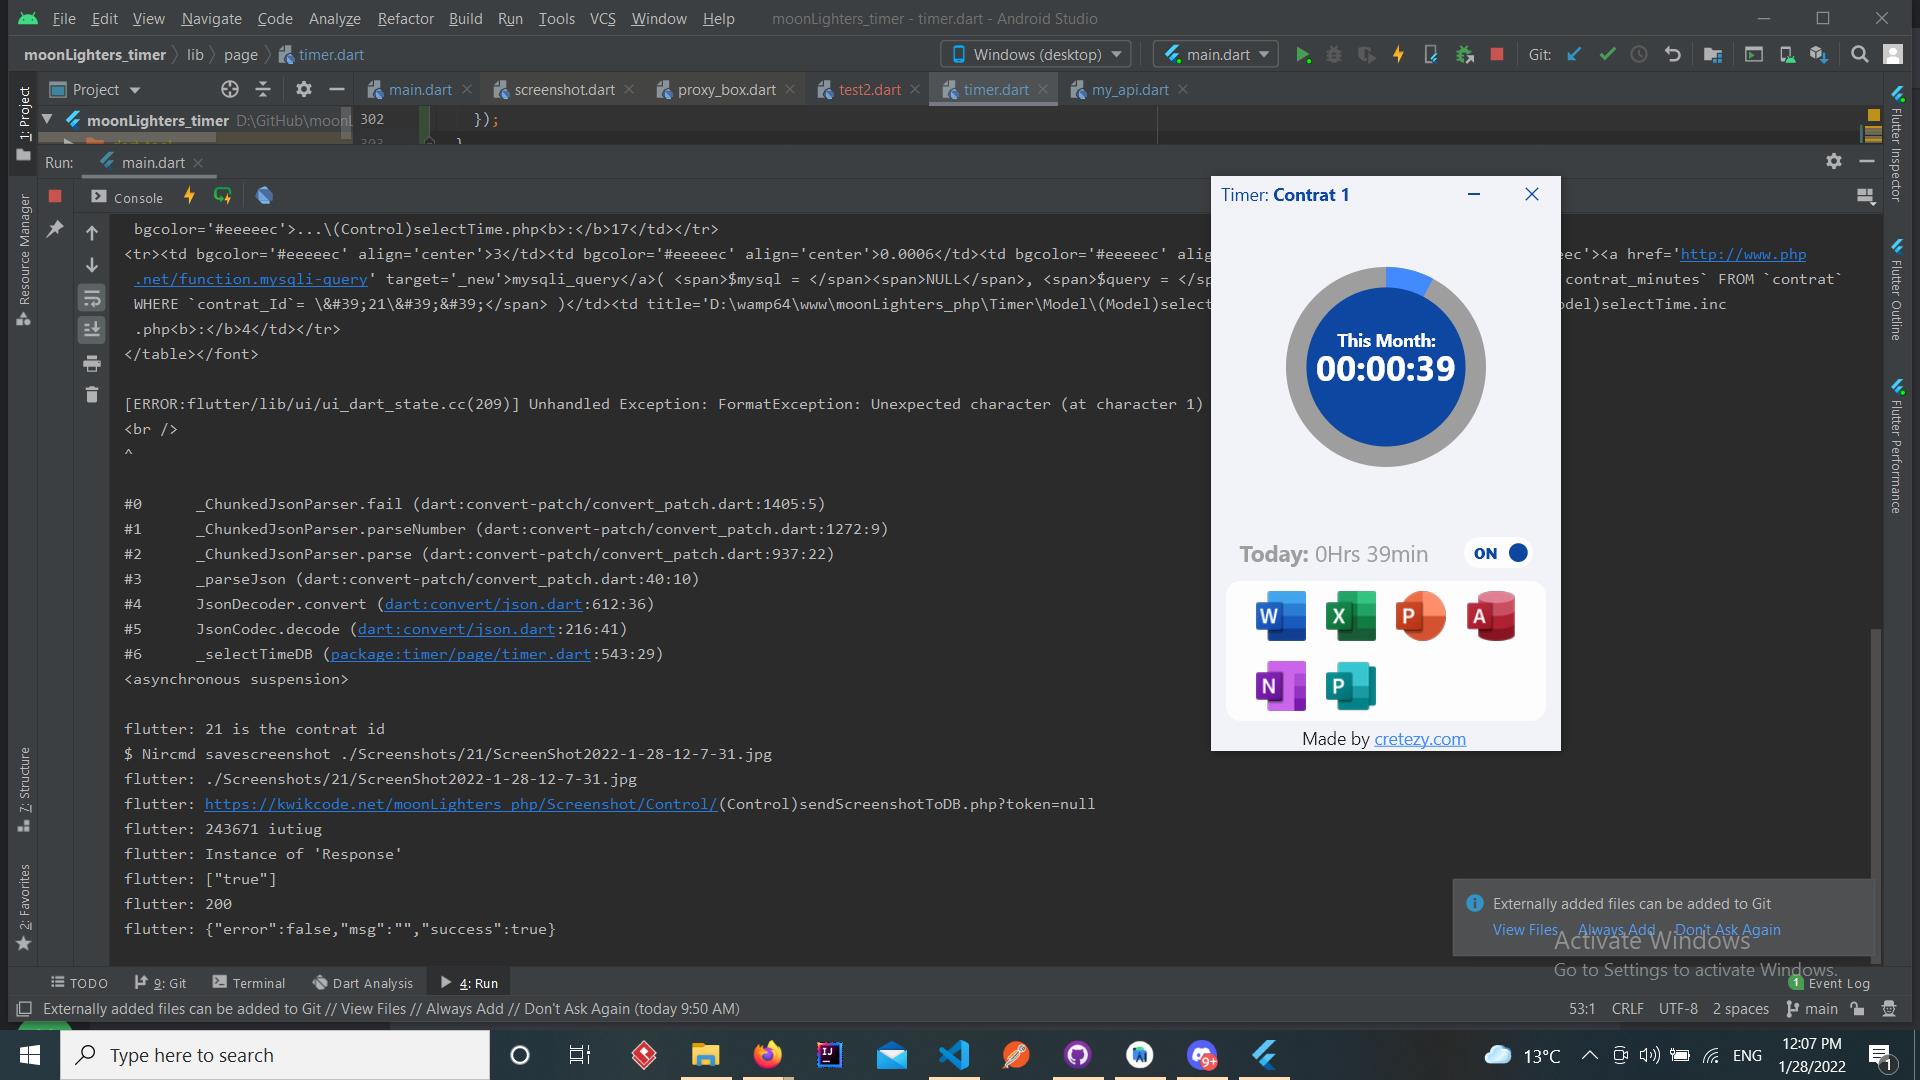 File Edit View Navigate Code Analyze Refactor Build Run Tools VCS Window Help moonLighters_timer - timer.dart - Android Studio
moonLighters_timer lib page timer.dart Windows (desktop) main.dart Git:
Project main.dart screenshot.dart proxy_box.dart test2.dart timer.dart my_api.dart
moonLighters_timer D:\GitHub\moonL 302 });
Run: main.dart
Console
bgcolor='#eeeeec'>...\(Control)selectTime.php<b>:</b>17</td></tr>
<tr><td bgcolor='#eeeeec' align='center'>3</td><td bgcolor='#eeeeec' align='center'>0.0006</td><td bgcolor='#eeeeec' alig eec'><a href='http://www.php
.net/function.mysqli-query' target='_new'>mysqli_query</a>( <span>$mysql = </span><span>NULL</span>, <span>$query = </sp contrat_minutes` FROM `contrat`
WHERE `contrat_Id`= \&#39;21\&#39;&#39;</span> )</td><td title='D:\wamp64\www\moonLighters_php\Timer\Model\(Model)select odel)selectTime.inc
.php<b>:</b>4</td></tr>
</table></font>
[ERROR:flutter/lib/ui/ui_dart_state.cc(209)] Unhandled Exception: FormatException: Unexpected character (at character 1)
<br />
^
#0 _ChunkedJsonParser.fail (dart:convert-patch/convert_patch.dart:1405:5)
#1 _ChunkedJsonParser.parseNumber (dart:convert-patch/convert_patch.dart:1272:9)
#2 _ChunkedJsonParser.parse (dart:convert-patch/convert_patch.dart:937:22)
#3 _parseJson (dart:convert-patch/convert_patch.dart:40:10)
#4 JsonDecoder.convert (dart:convert/json.dart:612:36)
#5 JsonCodec.decode (dart:convert/json.dart:216:41)
#6 _selectTimeDB (package:timer/page/timer.dart:543:29)
<asynchronous suspension>
flutter: 21 is the contrat id
$ Nircmd savescreenshot ./Screenshots/21/ScreenShot2022-1-28-12-7-31.jpg
flutter: ./Screenshots/21/ScreenShot2022-1-28-12-7-31.jpg
flutter: https://kwikcode.net/moonLighters_php/Screenshot/Control/(Control)sendScreenshotToDB.php?token=null
flutter: 243671 iutiug
flutter: Instance of 'Response'
flutter: ["true"]
flutter: 200
flutter: {"error":false,"msg":"","success":true}
Timer: Contrat 1
This Month:
00:00:39
Today: 0Hrs 39min ON
W X P A
N P
Made by cretezy.com
1: Project
Resource Manager
7: Structure
2: Favorites
Flutter Inspector
Flutter Outline
Flutter Performance
Externally added files can be added to Git
View Files Always Add Don't Ask Again
Activate Windows
Go to Settings to activate Windows.
TODO 9: Git Terminal Dart Analysis 4: Run 1 Event Log
Externally added files can be added to Git // View Files // Always Add // Don't Ask Again (today 9:50 AM) 53:1 CRLF UTF-8 2 spaces main
Type here to search IJ 9+ 13°C ENG 12:07 PM
1/28/2022 1